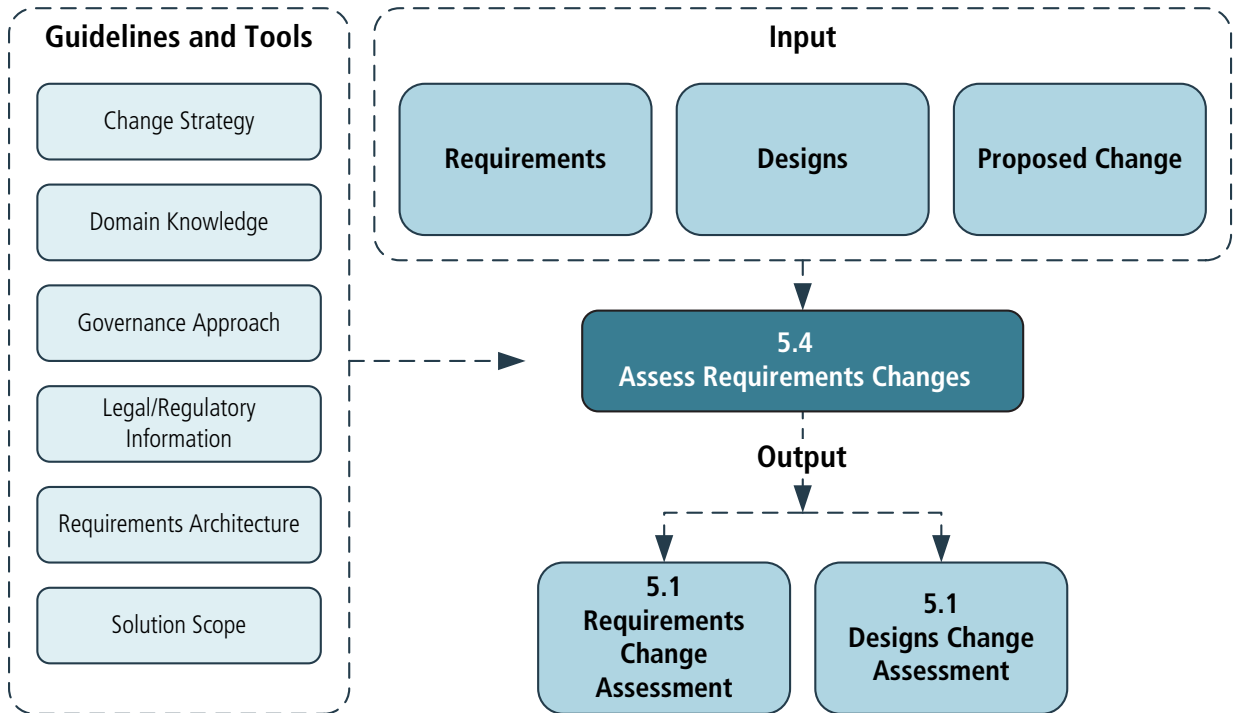 Guidelines and Tools
Change Strategy
Domain Knowledge
Governance Approach
Legal/Regulatory
Information
Requirements Architecture
Solution Scope
Input
Requirements
Designs
Proposed Change
5.4
Assess Requirements Changes
Output
5.1
Requirements
Change
Assessment
5.1
Designs Change
Assessment